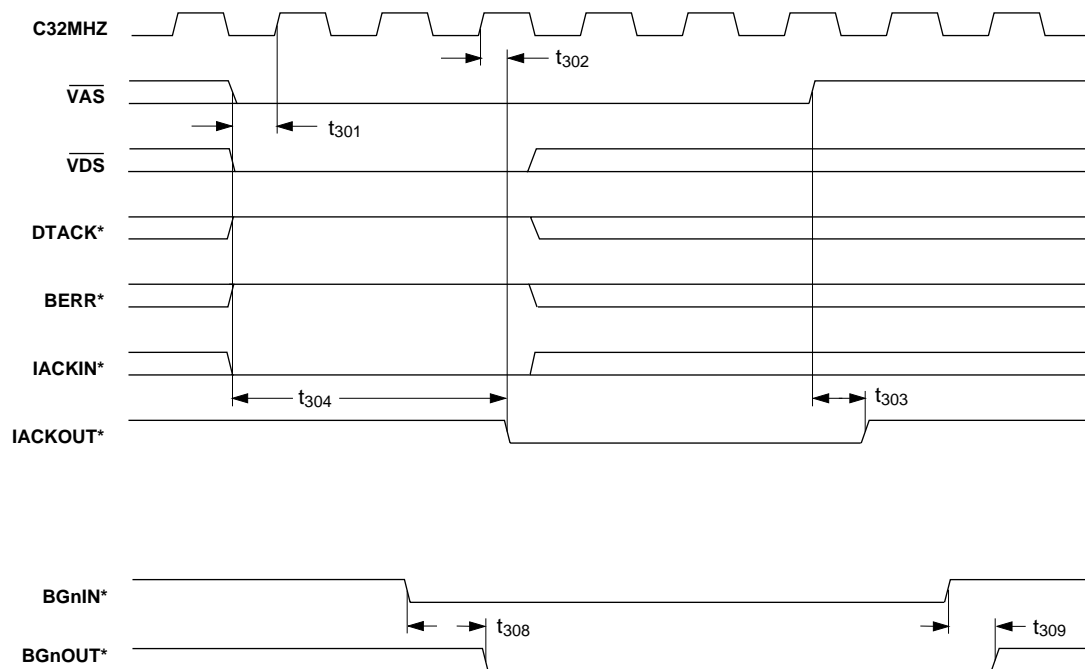 C32MHZ
t302
VAS
t301
VDS
DTACK*
BERR*
IACKIN*
t304
t303
IACKOUT*
BGnIN*
t308
t309
BGnOUT*